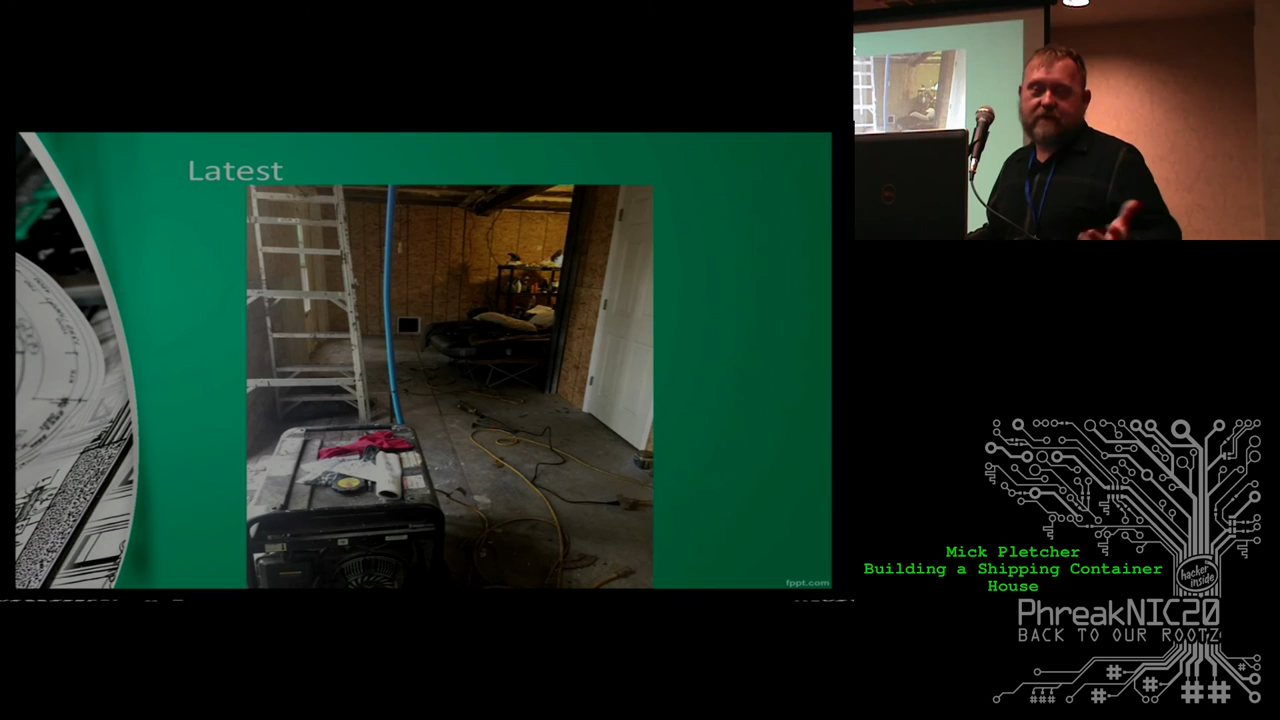 Latest
fppt.com
Mick Pletcher
Building a Shipping Container
House
hacker
inside
PhreakNIC20
BACK TO OUR ROOTZ